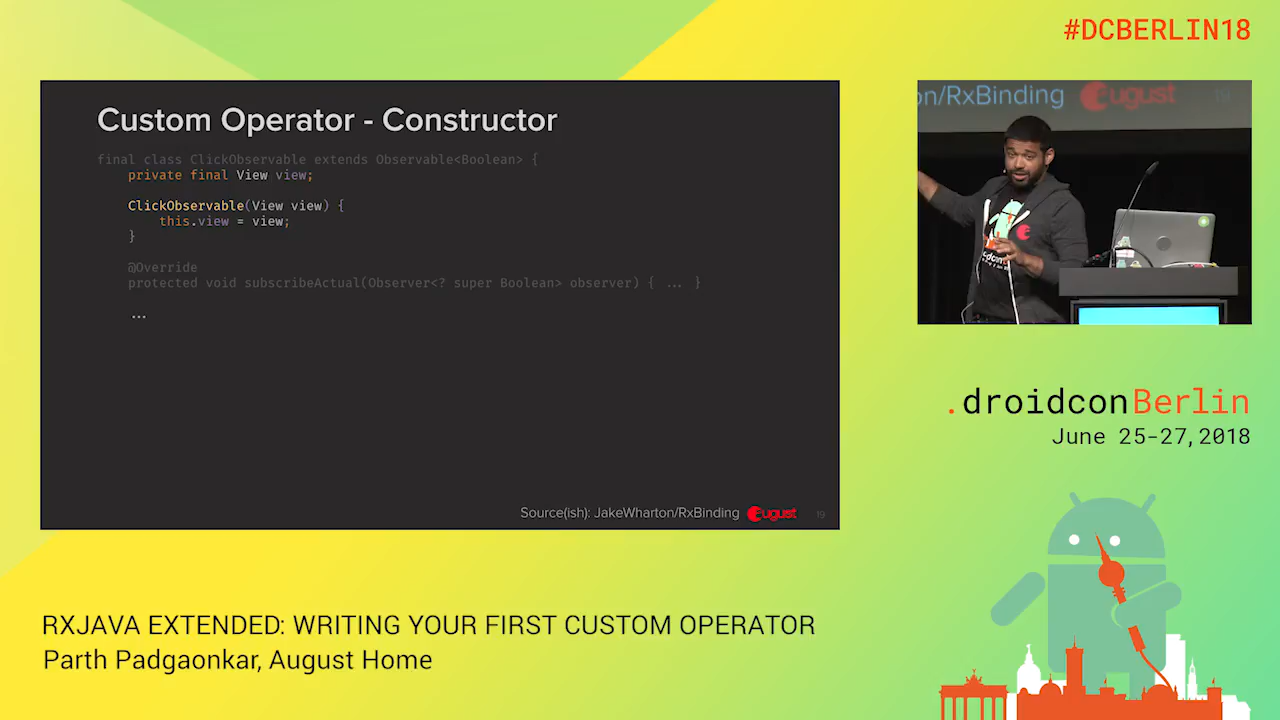 #DCBERLIN18
Custom Operator - Constructor
final class ClickObservable extends Observable<Boolean> {
private final View view;
ClickObservable(View view) {
this.view = view;
}
@Override
protected void subscribeActual(Observer<? super Boolean> observer) { ... }
...
Source(ish): JakeWharton/RxBinding august 19
on/RxBinding august 19
.droidconBerlin
June 25-27, 2018
RXJAVA EXTENDED: WRITING YOUR FIRST CUSTOM OPERATOR
Parth Padgaonkar, August Home